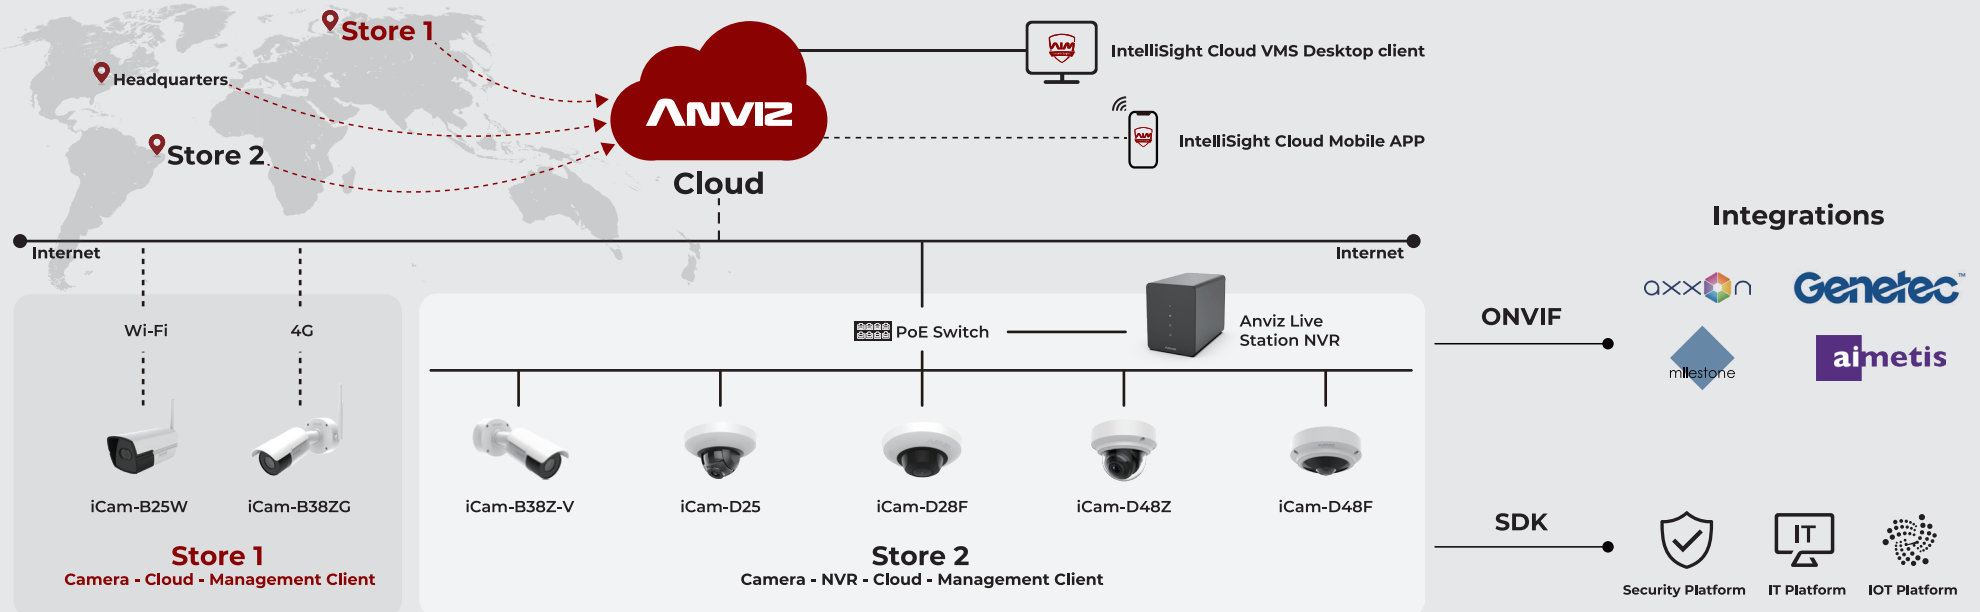 Store 1
Headquarters
Store 2
ANVIZ
Cloud
IntelliSight Cloud VMS Desktop client
IntelliSight Cloud Mobile APP
Internet
Internet
Wi-Fi
4G
PoE Switch
Anviz Live
Station NVR
iCam-B25W
iCam-B38ZG
iCam-B38Z-V
iCam-D25
iCam-D28F
iCam-D48Z
iCam-D48F
Store 1
Camera - Cloud - Management Client
Store 2
Camera - NVR - Cloud - Management Client
Integrations
ONVIF
axxon
Genetec™
milestone
aimetis
SDK
IT
Security Platform
IT Platform
IOT Platform